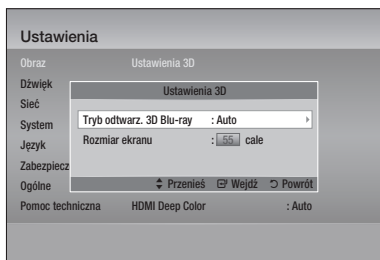 Ustawienia
Obraz Ustawienia 3D
Dźwięk
Ustawienia 3D
Sieć
System
Tryb odtwarz. 3D Blu-ray : Auto
Język
Rozmiar ekranu : 55 cale
Zabezpiecz
Ogólne
Przenieś Wejdź Powrót
Pomoc techniczna HDMI Deep Color : Auto